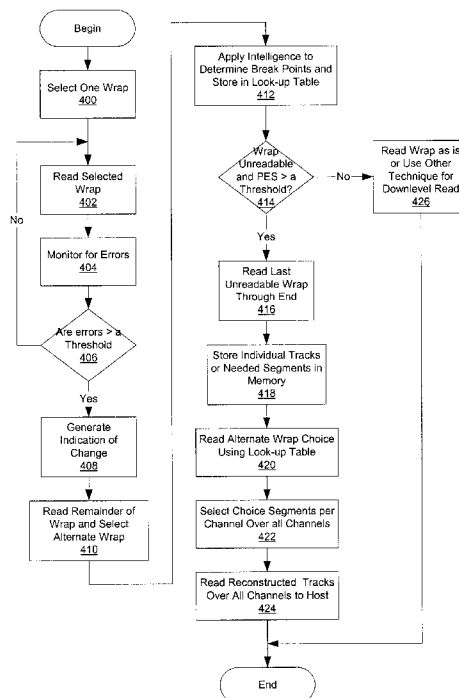 Begin
Select One Wrap
400
No
Read Selected
Wrap
402
Monitor for Errors
404
Are errors > a
Threshold
406
Yes
Generate
Indication of
Change
408
Read Remainder
of Wrap and Select
Alternate Wrap
410
Apply Intelligence to
Determine Break Points and
Store in Look-up Table
412
Wrap
Unreadable
and PES > a
Threshold?
414
No
Read Wrap as is
or Use Other
Technique for
Downlevel Read
426
Yes
Read Last
Unreadable Wrap
Through End
416
Store Individual Tracks
or Needed Segments in
Memory
418
Read Alternate Wrap Choice
Using Look-up Table
420
Select Choice Segments per
Channel Over all Channels
422
Read Reconstructed Tracks
Over All Channels to Host
424
End